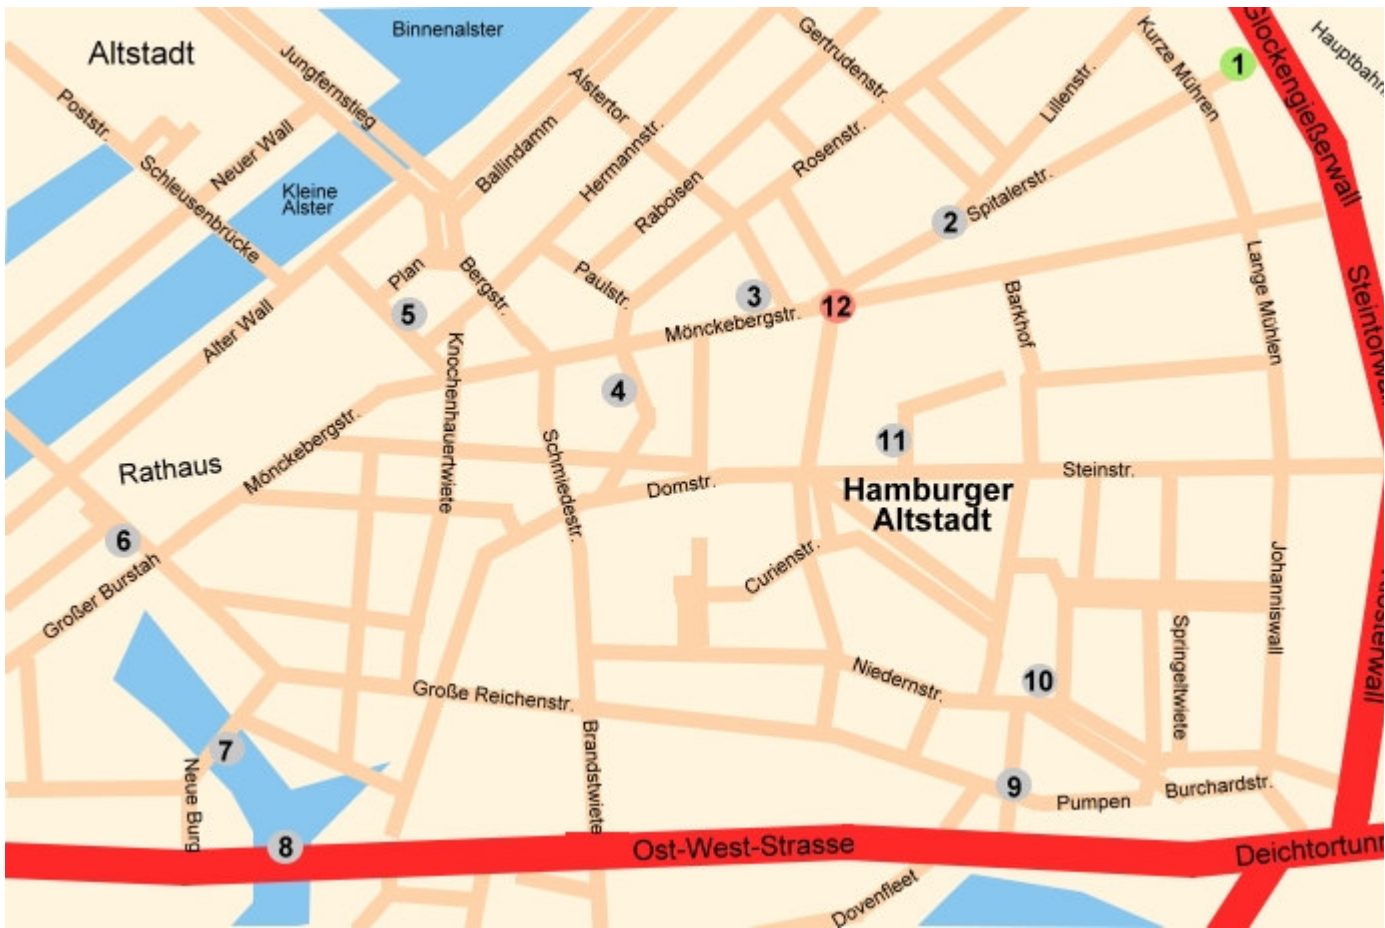 Binnenalster
Altstadt
Jungfernstieg
Poststr.
Neuer Wall
Schleusenbrücke
Kleine
Alster
Ballindamm
Alstertor
Hermannstr.
Raboisen
Gertrudenstr.
Rosenstr.
Lillenstr.
Kurze Mühren
1
Glockengießerwall
Hauptbahn
2
Spitalerstr.
Plan
Bergstr.
Paulstr.
5
3
12
Mönckebergstr.
Barkhof
Lange Mühlen
Steintorwall
Alter Wall
Knochenhauertwiete
4
Mönckebergstr.
Rathaus
Schmiedestr.
11
Domstr.
Steinstr.
Hamburger
Altstadt
6
Großer Burstah
Curienstr.
Johanniswall
Klosterwall
Springeltwiete
Niedernstr.
10
Große Reichenstr.
7
Neue Burg
Brandstwiete
9
Pumpen
Burchardstr.
8
Ost-West-Strasse
Deichtortunn
Dovenfleet